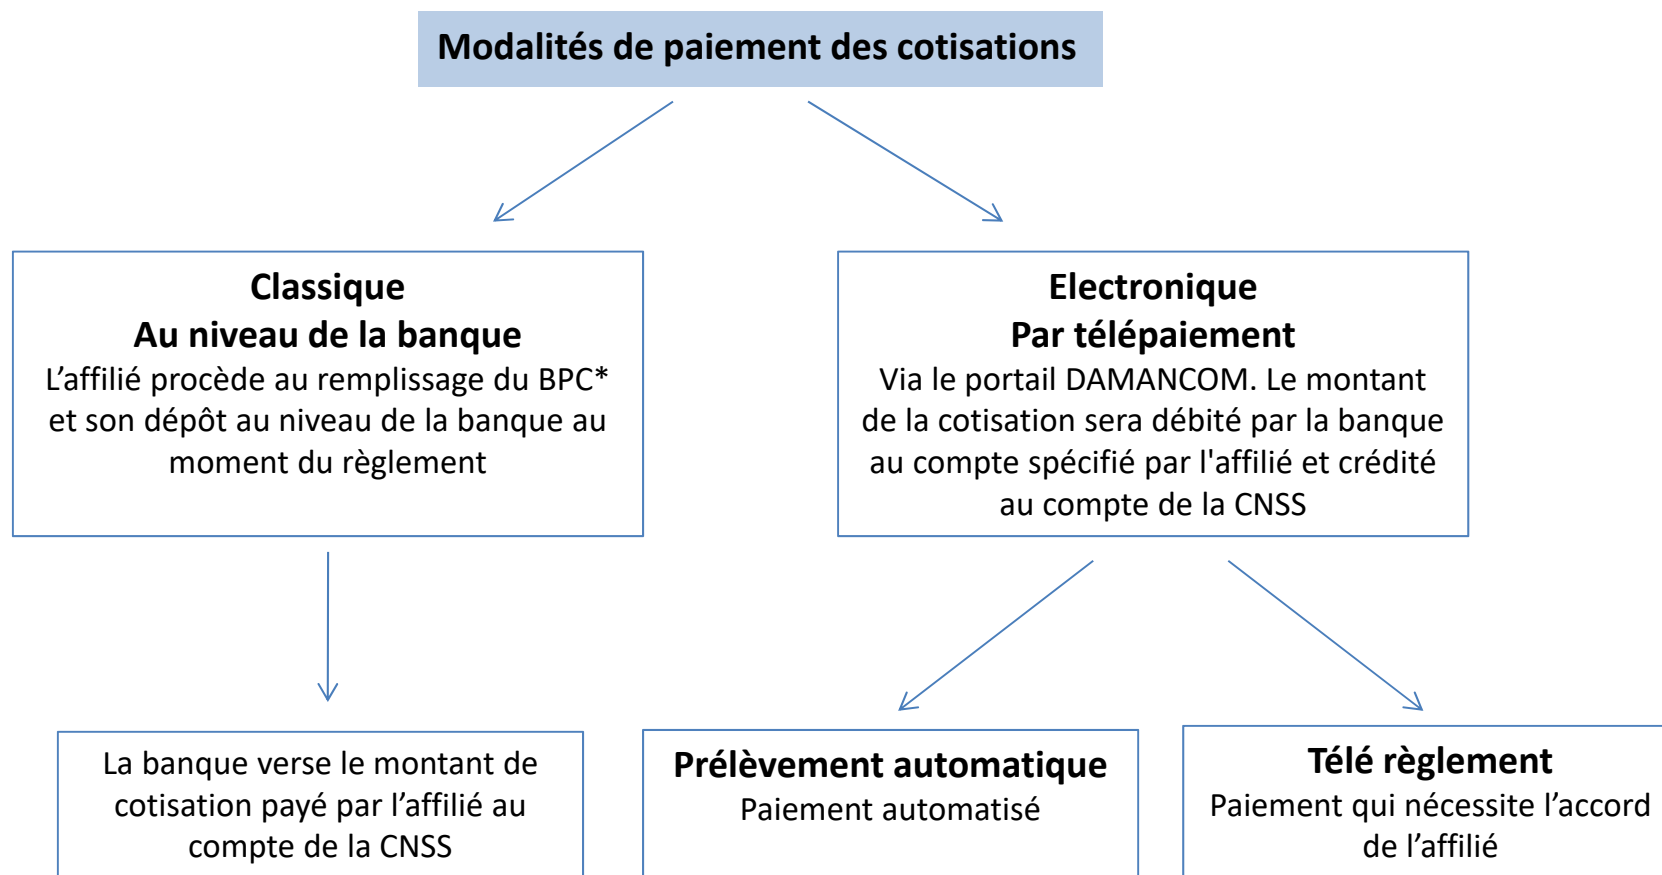 Modalités de paiement des cotisations
Classique
Au niveau de la banque
L’affilié procède au remplissage du BPC*
et son dépôt au niveau de la banque au
moment du règlement
Electronique
Par télépaiement
Via le portail DAMANCOM. Le montant
de la cotisation sera débité par la banque
au compte spécifié par l'affilié et crédité
au compte de la CNSS
La banque verse le montant de
cotisation payé par l’affilié au
compte de la CNSS
Prélèvement automatique
Paiement automatisé
Télé règlement
Paiement qui nécessite l’accord
de l’affilié